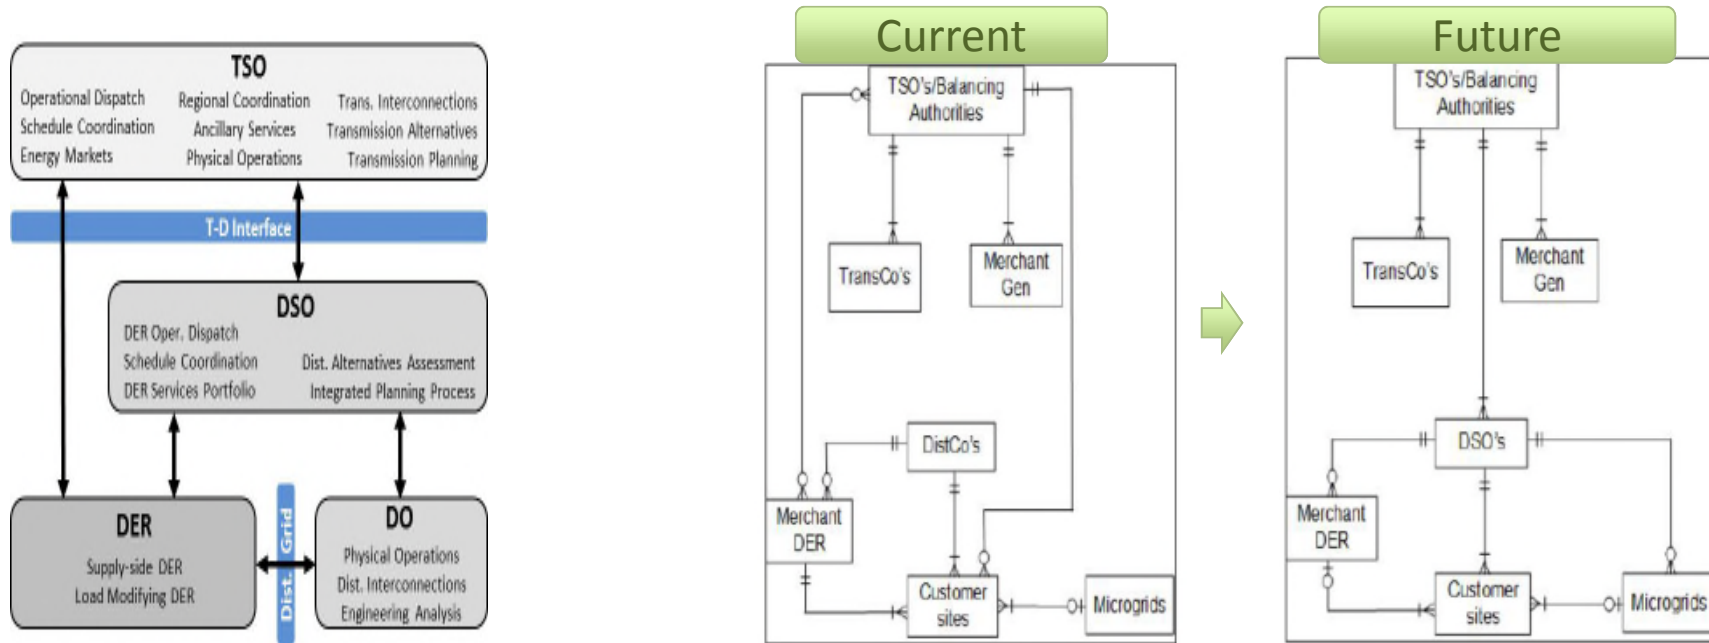 TSO
Operational Dispatch
Schedule Coordination
Energy Markets
Regional Coordination
Ancillary Services
Physical Operations
Trans. Interconnections
Transmission Alternatives
Transmission Planning
T-D Interface
DSO
DER Oper. Dispatch
Schedule Coordination
DER Services Portfolio
Dist. Alternatives Assessment
Integrated Planning Process
DER
Supply-side DER
Load Modifying DER
Dist. Grid
DO
Physical Operations
Dist. Interconnections
Engineering Analysis
Current
TSO's/Balancing
Authorities
TransCo's
Merchant
Gen
DistCo's
Merchant
DER
Customer
sites
Microgrids
Future
TSO's/Balancing
Authorities
TransCo's
Merchant
Gen
DSO's
Merchant
DER
Customer
sites
Microgrids